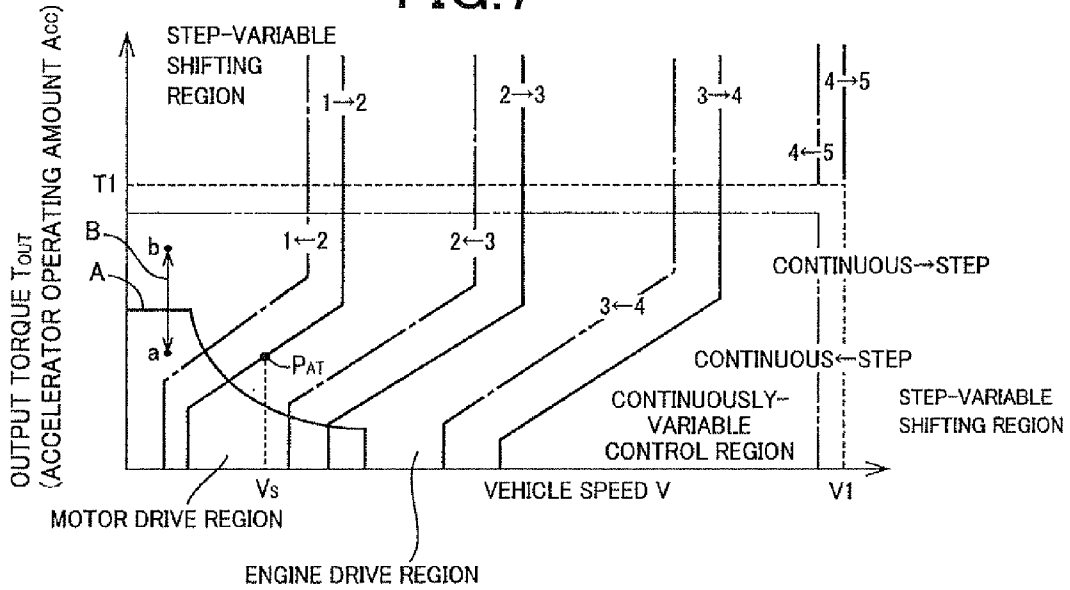 FIG.7
STEP-VARIABLE
SHIFTING
REGION
OUTPUT TORQUE TOUT
(ACCELERATOR OPERATING AMOUNT Acc)
1→2
2→3
3→4
4→5
4←5
T1
B
b
A
a
1←2
2←3
3←4
CONTINUOUS→STEP
PAT
CONTINUOUS←STEP
CONTINUOUSLY-
VARIABLE
CONTROL REGION
STEP-VARIABLE
SHIFTING REGION
Vs
VEHICLE SPEED V
V1
MOTOR DRIVE REGION
ENGINE DRIVE REGION